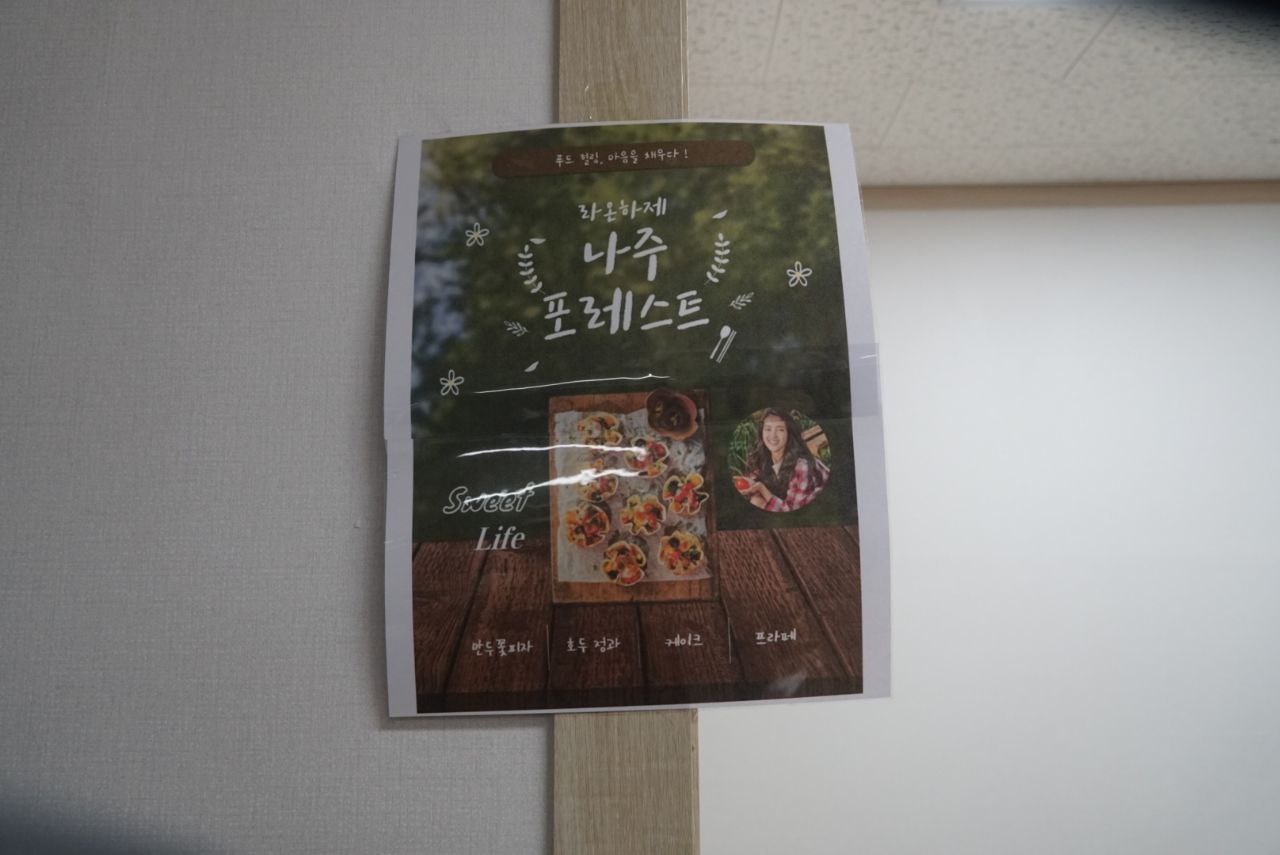 푸드 힐링, 마음을 채우다 !
라온하제
나주
포레스트
Sweet
Life
만두꽃피자
호두 정과
케이크
프라페